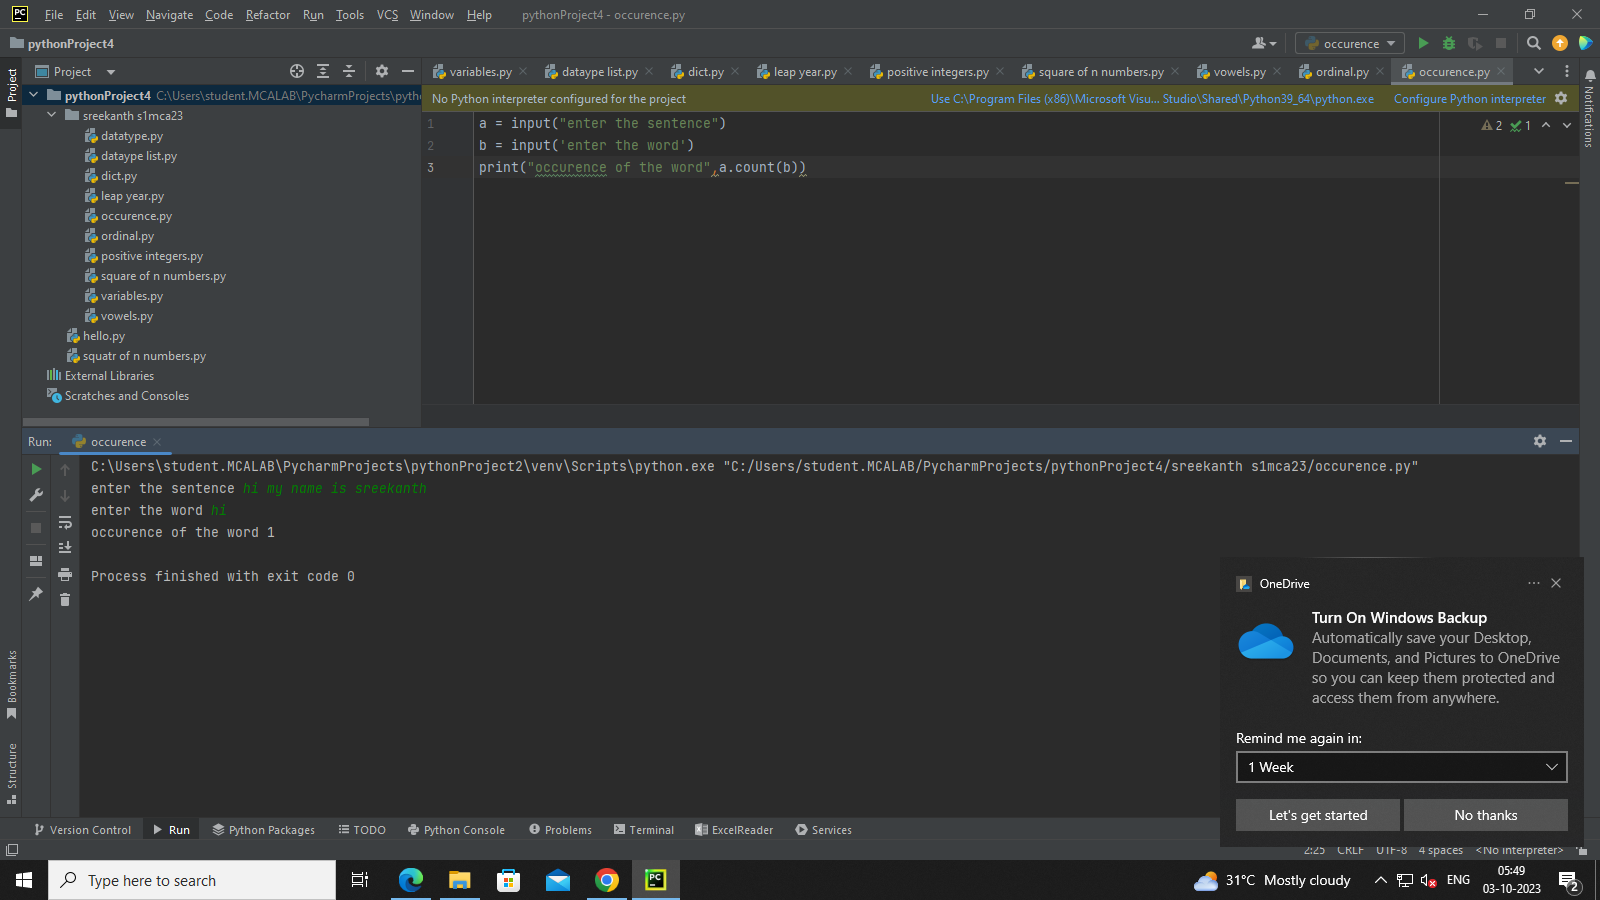 PC File Edit View Navigate Code Refactor Run Tools VCS Window Help pythonProject4 - occurence.py
pythonProject4
occurence
Project
Project
variables.py dataype list.py dict.py leap year.py positive integers.py square of n numbers.py vowels.py ordinal.py occurence.py
Notifications
pythonProject4 C:\Users\student.MCALAB\PycharmProjects\pytho
No Python interpreter configured for the project Use C:\Program Files (x86)\Microsoft Visu... Studio\Shared\Python39_64\python.exe Configure Python interpreter
sreekanth s1mca23
datatype.py
dataype list.py
dict.py
leap year.py
occurence.py
ordinal.py
positive integers.py
square of n numbers.py
variables.py
vowels.py
hello.py
squatr of n numbers.py
External Libraries
Scratches and Consoles
1 a = input("enter the sentence")
2 b = input('enter the word')
3 print("occurence of the word",a.count(b))
2 1
Run: occurence
C:\Users\student.MCALAB\PycharmProjects\pythonProject2\venv\Scripts\python.exe "C:/Users/student.MCALAB/PycharmProjects/pythonProject4/sreekanth s1mca23/occurence.py"
enter the sentence hi my name is sreekanth
enter the word hi
occurence of the word 1
Process finished with exit code 0
Bookmarks
Structure
OneDrive
Turn On Windows Backup
Automatically save your Desktop,
Documents, and Pictures to OneDrive
so you can keep them protected and
access them from anywhere.
Remind me again in:
1 Week
Let's get started No thanks
Version Control Run Python Packages TODO Python Console Problems Terminal ExcelReader Services
2:25 CRLF UTF-8 4 spaces <No interpreter>
Type here to search
PC
31°C Mostly cloudy
ENG
05:49
03-10-2023
2